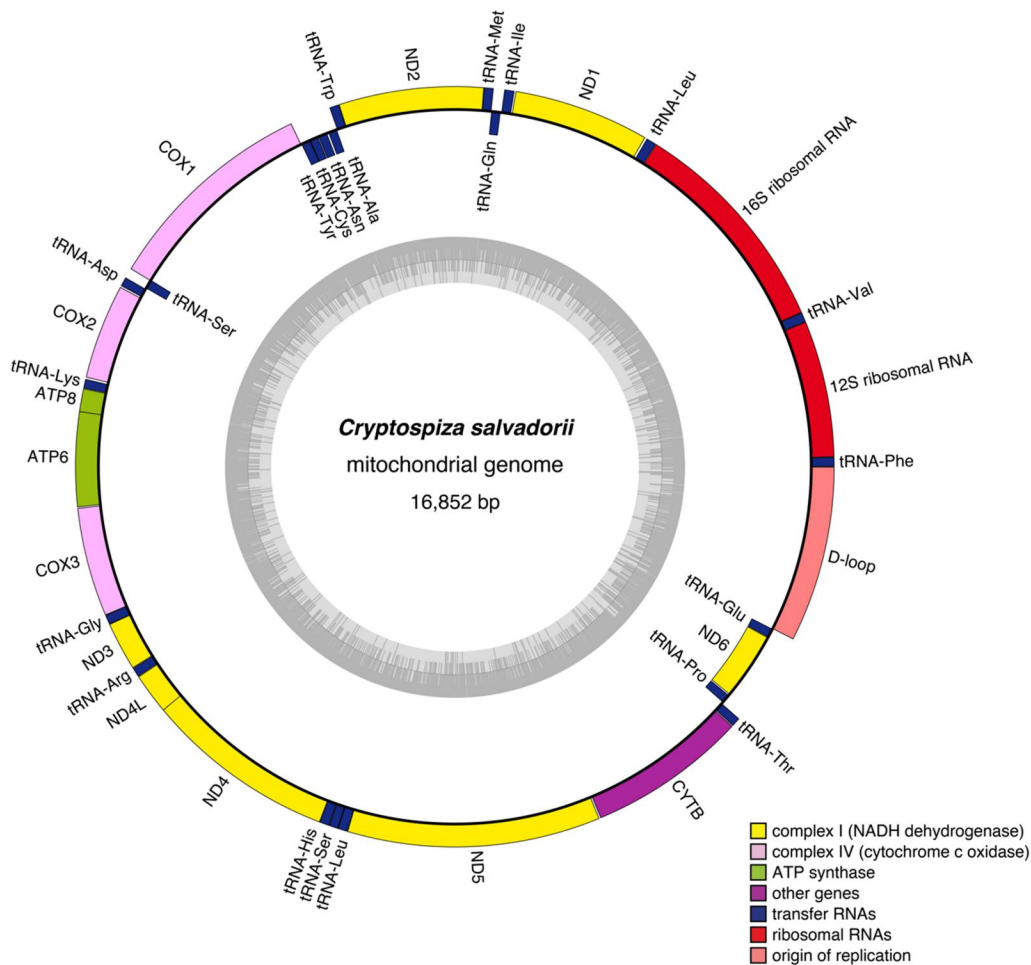 tRNA-Met
tRNA-Ile
ND2
ND1
tRNA-Trp
tRNA-Leu
16S ribosomal RNA
tRNA-Gln
COX1
tRNA-Ala
tRNA-Asn
tRNA-Cys
tRNA-Tyr
tRNA-Asp
tRNA-Ser
tRNA-Val
COX2
12S ribosomal RNA
tRNA-Lys
ATP8
ATP6
tRNA-Phe
Cryptospiza salvadorii
mitochondrial genome
16,852 bp
COX3
D-loop
tRNA-Gly
tRNA-Glu
ND3
ND6
tRNA-Arg
tRNA-Pro
ND4L
tRNA-Thr
ND4
CYTB
tRNA-His
tRNA-Ser
tRNA-Leu
ND5
complex I (NADH dehydrogenase)
complex IV (cytochrome c oxidase)
ATP synthase
other genes
transfer RNAs
ribosomal RNAs
origin of replication